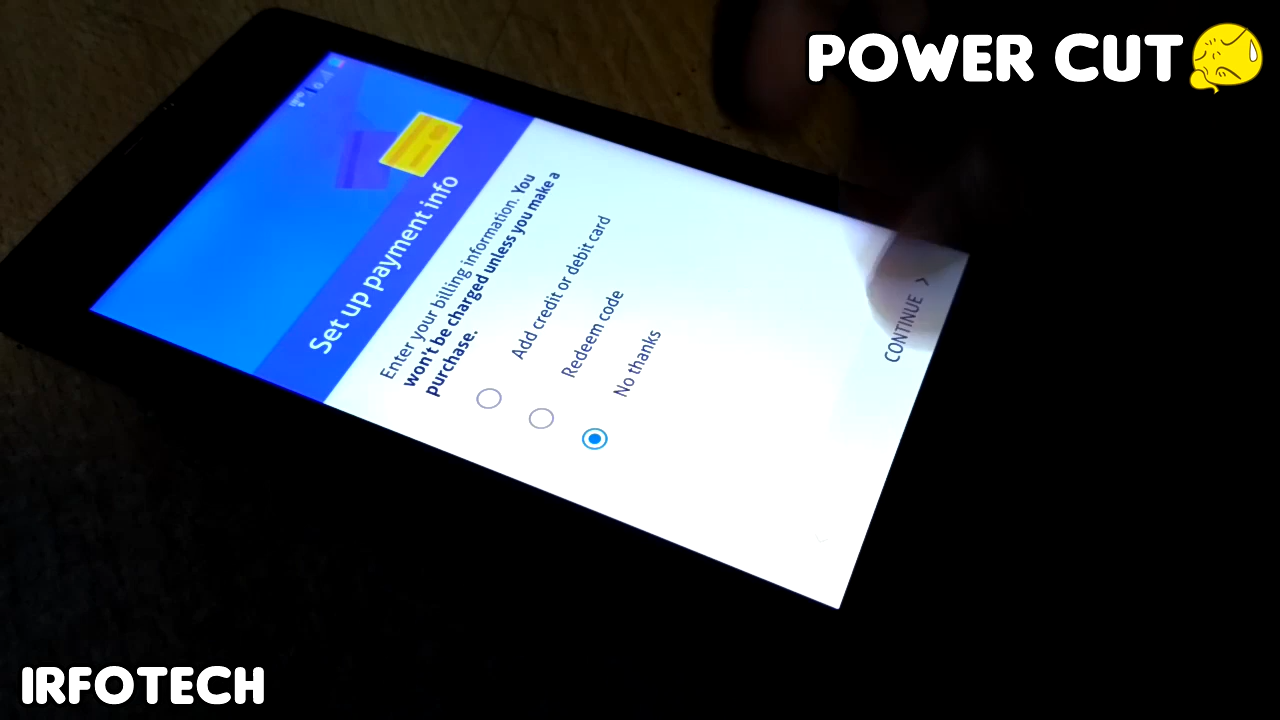 POWER CUT
Set up payment info
Enter your billing information. You
won't be charged unless you make a
purchase.
Add credit or debit card
Redeem code
No thanks
CONTINUE >
IRFOTECH